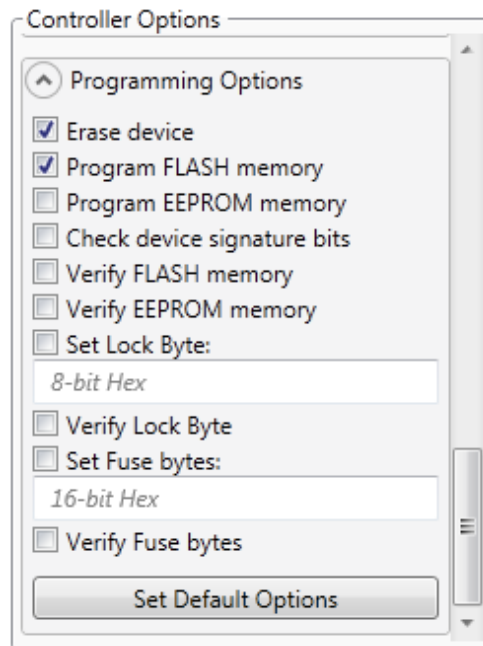 Controller Options
Programming Options
Erase device
Program FLASH memory
Program EEPROM memory
Check device signature bits
Verify FLASH memory
Verify EEPROM memory
Set Lock Byte:
8-bit Hex
Verify Lock Byte
Set Fuse bytes:
16-bit Hex
Verify Fuse bytes
Set Default Options